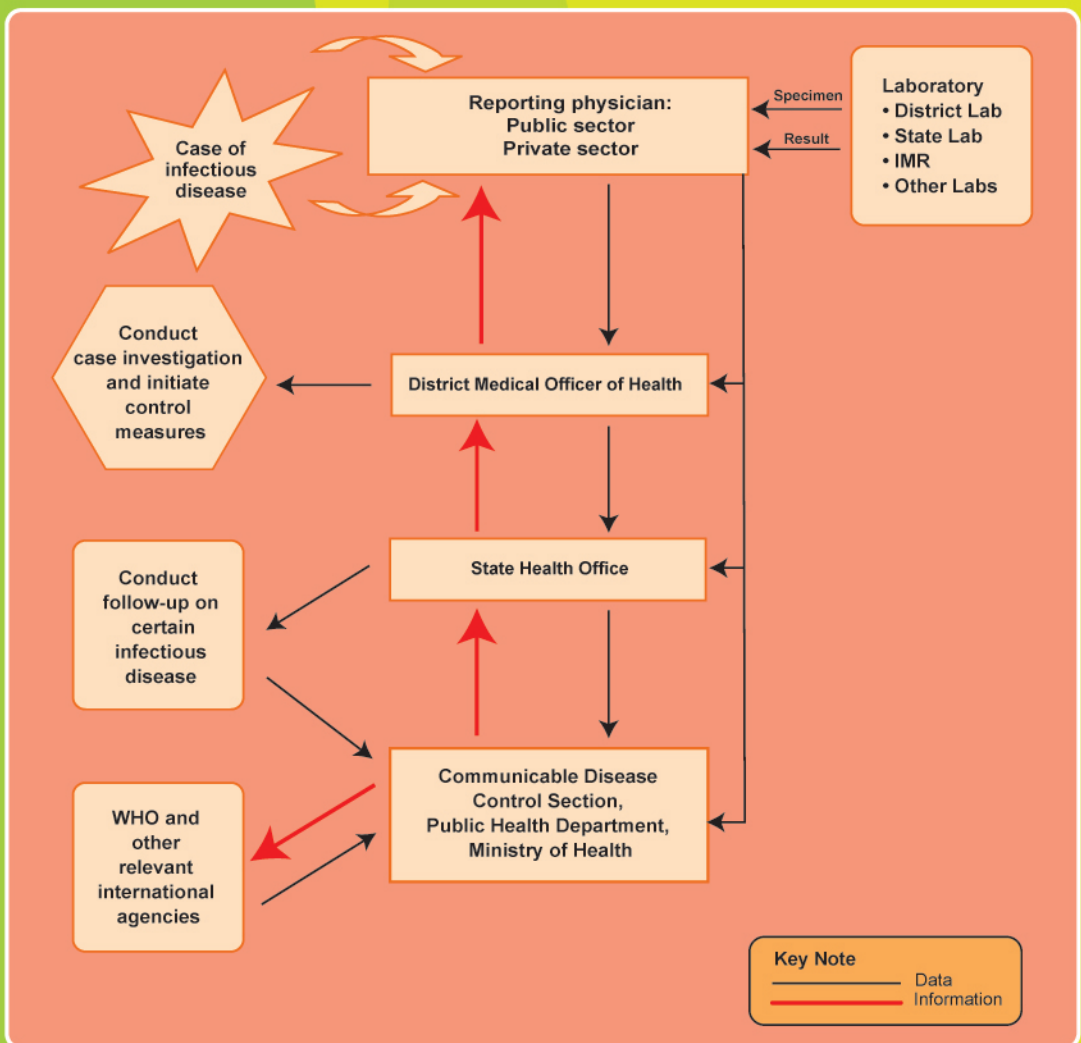 Case of
infectious
disease
Reporting physician:
Public sector
Private sector
Specimen
Result
Laboratory
• District Lab
• State Lab
• IMR
• Other Labs
Conduct
case investigation
and initiate
control
measures
District Medical Officer of Health
Conduct
follow-up on
certain
infectious
disease
State Health Office
WHO and
other
relevant
international
agencies
Communicable Disease
Control Section,
Public Health Department,
Ministry of Health
Key Note
Data
Information